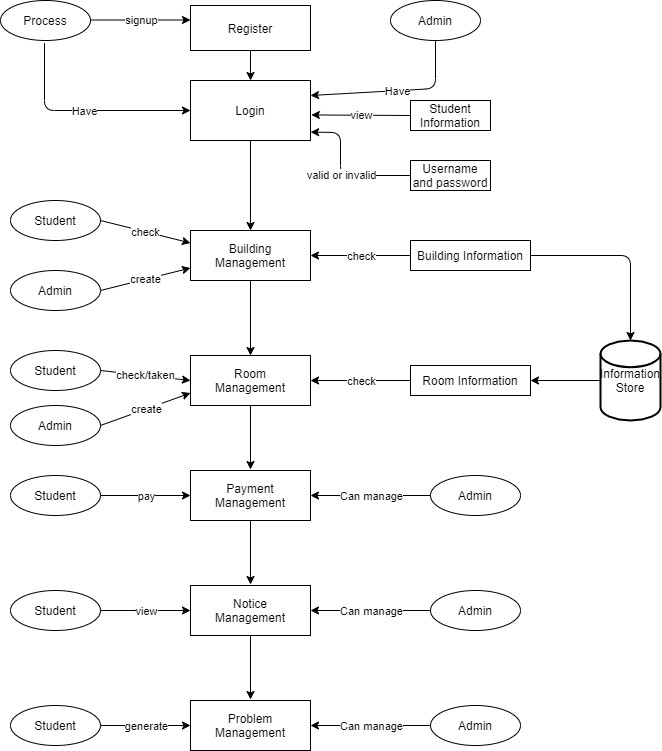 Process
signup
Register
Admin
Have
Have
Login
view
Student
Information
valid or invalid
Username
and password
Student
check
Building
Management
check
Building Information
Admin
create
Student
check/taken
Room
Management
check
Room Information
Information
Store
Admin
create
Student
pay
Payment
Management
Can manage
Admin
Student
view
Notice
Management
Can manage
Admin
Student
generate
Problem
Management
Can manage
Admin